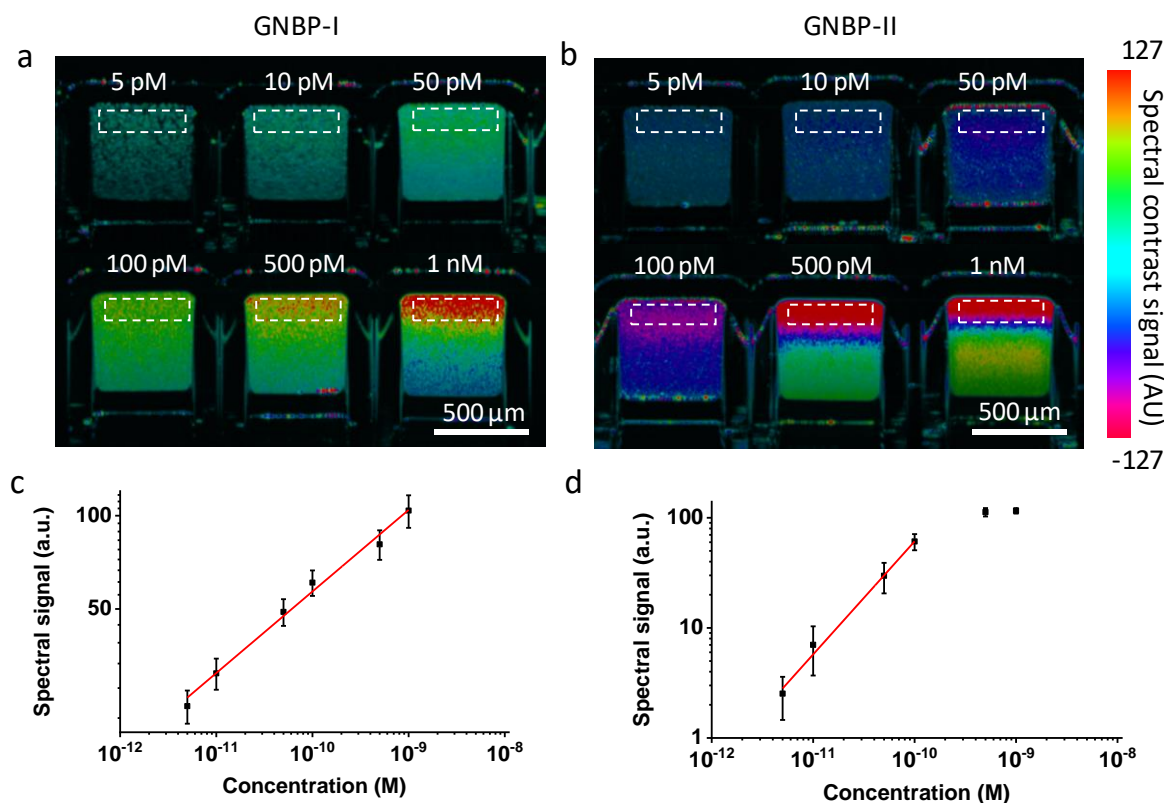 GNBP-I
GNBP-II
a
5 pM
10 pM
50 pM
100 pM
500 pM
1 nM
500 µm
b
5 pM
10 pM
50 pM
100 pM
500 pM
1 nM
500 µm
127
Spectral contrast signal (AU)
-127
c
Spectral signal (a.u.)
100
50
10⁻¹²
10⁻¹¹
10⁻¹⁰
10⁻⁹
10⁻⁸
Concentration (M)
d
Spectral signal (a.u.)
100
10
1
10⁻¹²
10⁻¹¹
10⁻¹⁰
10⁻⁹
10⁻⁸
Concentration (M)